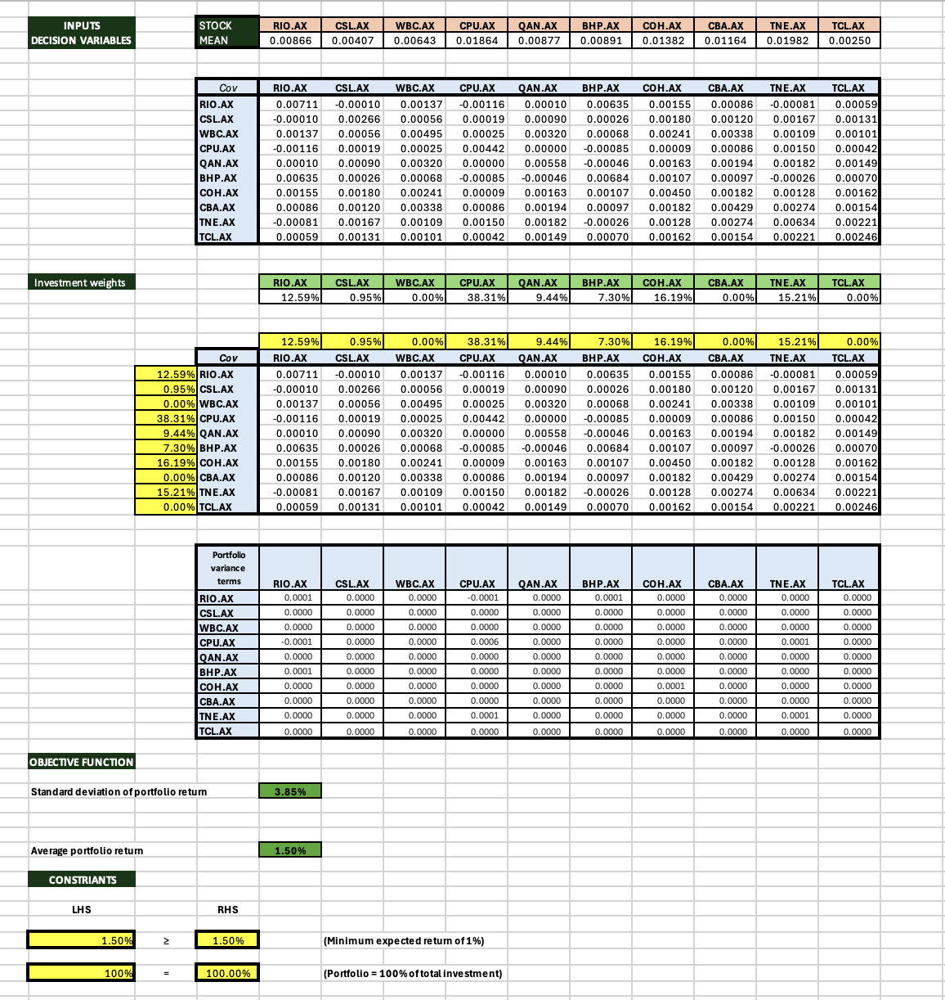 INPUTS STOCK RIO.AX CSL.AX WBC.AX CPU.AX QAN.AX BHP.AX COH.AX CBA.AX TNE.AX TCL.AX
DECISION VARIABLES MEAN 0.00866 0.00407 0.00643 0.01864 0.00877 0.00891 0.01382 0.01164 0.01982 0.00250
Cov RIO.AX CSL.AX WBC.AX CPU.AX QAN.AX BHP.AX COH.AX CBA.AX TNE.AX TCL.AX
RIO.AX 0.00711 -0.00010 0.00137 -0.00116 0.00010 0.00635 0.00155 0.00086 -0.00081 0.00059
CSL.AX -0.00010 0.00266 0.00056 0.00019 0.00090 0.00026 0.00180 0.00120 0.00167 0.00131
WBC.AX 0.00137 0.00056 0.00495 0.00025 0.00320 0.00068 0.00241 0.00338 0.00109 0.00101
CPU.AX -0.00116 0.00019 0.00025 0.00442 0.00000 -0.00085 0.00009 0.00086 0.00150 0.00042
QAN.AX 0.00010 0.00090 0.00320 0.00000 0.00558 -0.00046 0.00163 0.00194 0.00182 0.00149
BHP.AX 0.00635 0.00026 0.00068 -0.00085 -0.00046 0.00684 0.00107 0.00097 -0.00026 0.00070
COH.AX 0.00155 0.00180 0.00241 0.00009 0.00163 0.00107 0.00450 0.00182 0.00128 0.00162
CBA.AX 0.00086 0.00120 0.00338 0.00086 0.00194 0.00097 0.00182 0.00429 0.00274 0.00154
TNE.AX -0.00081 0.00167 0.00109 0.00150 0.00182 -0.00026 0.00128 0.00274 0.00634 0.00221
TCL.AX 0.00059 0.00131 0.00101 0.00042 0.00149 0.00070 0.00162 0.00154 0.00221 0.00246
Investment weights RIO.AX CSL.AX WBC.AX CPU.AX QAN.AX BHP.AX COH.AX CBA.AX TNE.AX TCL.AX
12.59% 0.95% 0.00% 38.31% 9.44% 7.30% 16.19% 0.00% 15.21% 0.00%
12.59% 0.95% 0.00% 38.31% 9.44% 7.30% 16.19% 0.00% 15.21% 0.00%
Cov RIO.AX CSL.AX WBC.AX CPU.AX QAN.AX BHP.AX COH.AX CBA.AX TNE.AX TCL.AX
12.59% RIO.AX 0.00711 -0.00010 0.00137 -0.00116 0.00010 0.00635 0.00155 0.00086 -0.00081 0.00059
0.95% CSL.AX -0.00010 0.00266 0.00056 0.00019 0.00090 0.00026 0.00180 0.00120 0.00167 0.00131
0.00% WBC.AX 0.00137 0.00056 0.00495 0.00025 0.00320 0.00068 0.00241 0.00338 0.00109 0.00101
38.31% CPU.AX -0.00116 0.00019 0.00025 0.00442 0.00000 -0.00085 0.00009 0.00086 0.00150 0.00042
9.44% QAN.AX 0.00010 0.00090 0.00320 0.00000 0.00558 -0.00046 0.00163 0.00194 0.00182 0.00149
7.30% BHP.AX 0.00635 0.00026 0.00068 -0.00085 -0.00046 0.00684 0.00107 0.00097 -0.00026 0.00070
16.19% COH.AX 0.00155 0.00180 0.00241 0.00009 0.00163 0.00107 0.00450 0.00182 0.00128 0.00162
0.00% CBA.AX 0.00086 0.00120 0.00338 0.00086 0.00194 0.00097 0.00182 0.00429 0.00274 0.00154
15.21% TNE.AX -0.00081 0.00167 0.00109 0.00150 0.00182 -0.00026 0.00128 0.00274 0.00634 0.00221
0.00% TCL.AX 0.00059 0.00131 0.00101 0.00042 0.00149 0.00070 0.00162 0.00154 0.00221 0.00246
Portfolio
variance
terms RIO.AX CSL.AX WBC.AX CPU.AX QAN.AX BHP.AX COH.AX CBA.AX TNE.AX TCL.AX
RIO.AX 0.0001 0.0000 0.0000 -0.0001 0.0000 0.0001 0.0000 0.0000 0.0000 0.0000
CSL.AX 0.0000 0.0000 0.0000 0.0000 0.0000 0.0000 0.0000 0.0000 0.0000 0.0000
WBC.AX 0.0000 0.0000 0.0000 0.0000 0.0000 0.0000 0.0000 0.0000 0.0000 0.0000
CPU.AX -0.0001 0.0000 0.0000 0.0006 0.0000 0.0000 0.0000 0.0000 0.0001 0.0000
QAN.AX 0.0000 0.0000 0.0000 0.0000 0.0000 0.0000 0.0000 0.0000 0.0000 0.0000
BHP.AX 0.0001 0.0000 0.0000 0.0000 0.0000 0.0000 0.0000 0.0000 0.0000 0.0000
COH.AX 0.0000 0.0000 0.0000 0.0000 0.0000 0.0000 0.0001 0.0000 0.0000 0.0000
CBA.AX 0.0000 0.0000 0.0000 0.0000 0.0000 0.0000 0.0000 0.0000 0.0000 0.0000
TNE.AX 0.0000 0.0000 0.0000 0.0001 0.0000 0.0000 0.0000 0.0000 0.0001 0.0000
TCL.AX 0.0000 0.0000 0.0000 0.0000 0.0000 0.0000 0.0000 0.0000 0.0000 0.0000
OBJECTIVE FUNCTION
Standard deviation of portfolio return 3.85%
Average portfolio return 1.50%
CONSTRIANTS
LHS RHS
1.50% ≥ 1.50% (Minimum expected return of 1%)
100% = 100.00% (Portfolio = 100% of total investment)